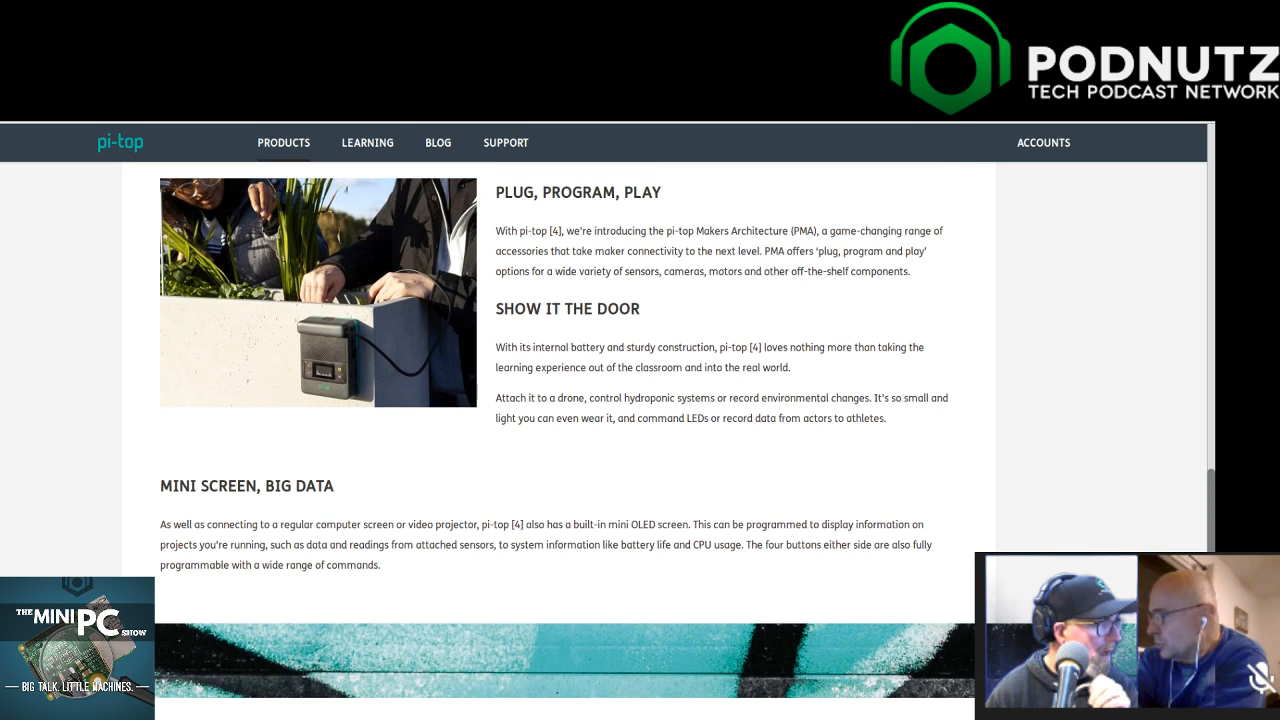 PODNUTZ
TECH PODCAST NETWORK
pi-top
PRODUCTS
LEARNING
BLOG
SUPPORT
ACCOUNTS
PLUG, PROGRAM, PLAY
With pi-top [4], we’re introducing the pi-top Makers Architecture (PMA), a game-changing range of
accessories that take maker connectivity to the next level. PMA offers ‘plug, program and play’
options for a wide variety of sensors, cameras, motors and other off-the-shelf components.
SHOW IT THE DOOR
With its internal battery and sturdy construction, pi-top [4] loves nothing more than taking the
learning experience out of the classroom and into the real world.
Attach it to a drone, control hydroponic systems or record environmental changes. It’s so small and
light you can even wear it, and command LEDs or record data from actors to athletes.
MINI SCREEN, BIG DATA
As well as connecting to a regular computer screen or video projector, pi-top [4] also has a built-in mini OLED screen. This can be programmed to display information on
projects you’re running, such as data and readings from attached sensors, to system information like battery life and CPU usage. The four buttons either side are also fully
programmable with a wide range of commands.
THE MINI PC SHOW
BIG TALK. LITTLE MACHINES.